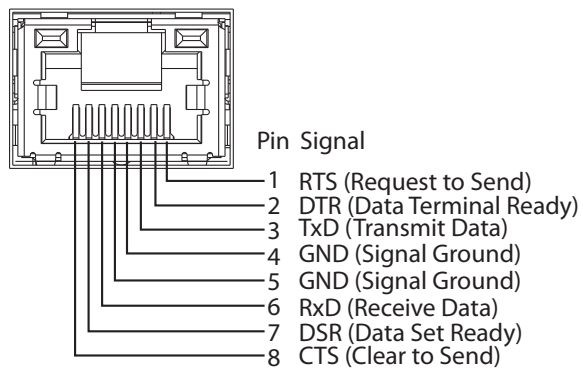 Pin Signal
1 RTS (Request to Send)
2 DTR (Data Terminal Ready)
3 TxD (Transmit Data)
4 GND (Signal Ground)
5 GND (Signal Ground)
6 RxD (Receive Data)
7 DSR (Data Set Ready)
8 CTS (Clear to Send)